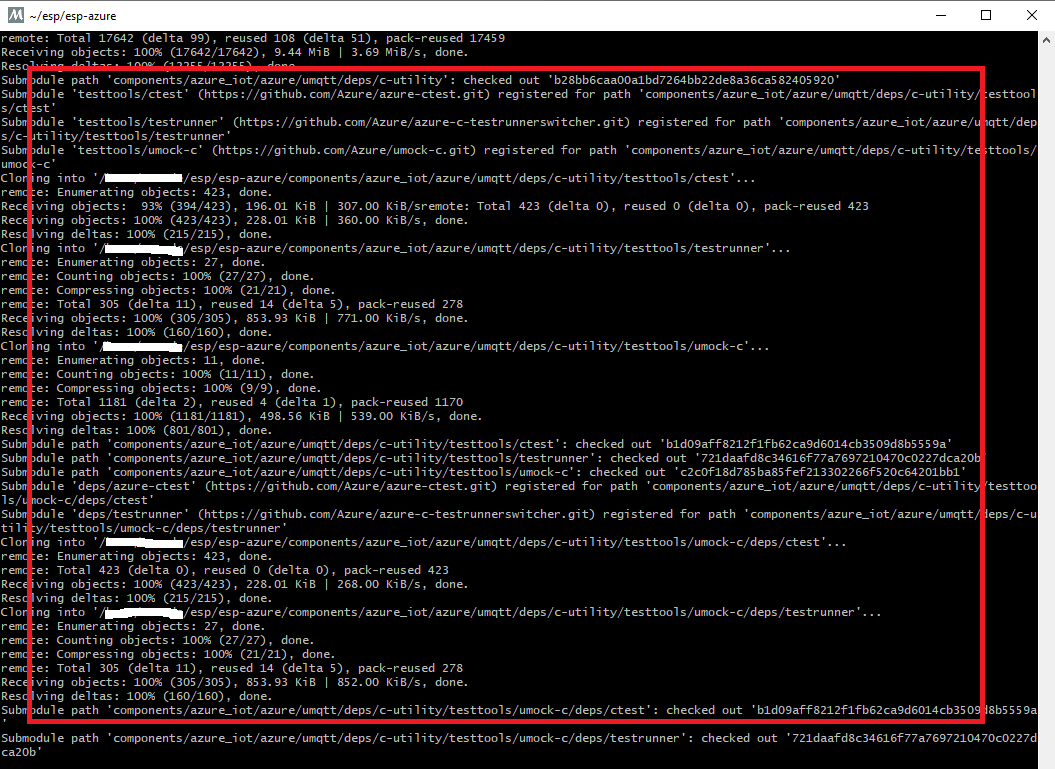 ~/esp/esp-azure
remote: Total 17642 (delta 99), reused 108 (delta 51), pack-reused 17459
Receiving objects: 100% (17642/17642), 9.44 MiB | 3.69 MiB/s, done.
Resolving deltas: 100% (12255/12255), done.
Submodule path 'components/azure_iot/azure/umqtt/deps/c-utility': checked out 'b28bb6caa00a1bd7264bb22de8a36ca582405920'
Submodule 'testtools/ctest' (https://github.com/Azure/azure-ctest.git) registered for path 'components/azure_iot/azure/umqtt/deps/c-utility/testtool
s/ctest'
Submodule 'testtools/testrunner' (https://github.com/Azure/azure-c-testrunnerswitcher.git) registered for path 'components/azure_iot/azure/umqtt/dep
s/c-utility/testtools/testrunner'
Submodule 'testtools/umock-c' (https://github.com/Azure/umock-c.git) registered for path 'components/azure_iot/azure/umqtt/deps/c-utility/testtools/
umock-c'
Cloning into '/ /esp/esp-azure/components/azure_iot/azure/umqtt/deps/c-utility/testtools/ctest'...
remote: Enumerating objects: 423, done.
Receiving objects:  93% (394/423), 196.01 KiB | 307.00 KiB/sremote: Total 423 (delta 0), reused 0 (delta 0), pack-reused 423
Receiving objects: 100% (423/423), 228.01 KiB | 360.00 KiB/s, done.
Resolving deltas: 100% (215/215), done.
Cloning into '/ /esp/esp-azure/components/azure_iot/azure/umqtt/deps/c-utility/testtools/testrunner'...
remote: Enumerating objects: 27, done.
remote: Counting objects: 100% (27/27), done.
remote: Compressing objects: 100% (21/21), done.
remote: Total 305 (delta 11), reused 14 (delta 5), pack-reused 278
Receiving objects: 100% (305/305), 853.93 KiB | 771.00 KiB/s, done.
Resolving deltas: 100% (160/160), done.
Cloning into '/ /esp/esp-azure/components/azure_iot/azure/umqtt/deps/c-utility/testtools/umock-c'...
remote: Enumerating objects: 11, done.
remote: Counting objects: 100% (11/11), done.
remote: Compressing objects: 100% (9/9), done.
remote: Total 1181 (delta 2), reused 4 (delta 1), pack-reused 1170
Receiving objects: 100% (1181/1181), 498.56 KiB | 539.00 KiB/s, done.
Resolving deltas: 100% (801/801), done.
Submodule path 'components/azure_iot/azure/umqtt/deps/c-utility/testtools/ctest': checked out 'b1d09aff8212f1fb62ca9d6014cb3509d8b5559a'
Submodule path 'components/azure_iot/azure/umqtt/deps/c-utility/testtools/testrunner': checked out '721daafd8c34616f77a7697210470c0227dca20b'
Submodule path 'components/azure_iot/azure/umqtt/deps/c-utility/testtools/umock-c': checked out 'c2c0f18d785ba85fef213302266f520c64201bb1'
Submodule 'deps/azure-ctest' (https://github.com/Azure/azure-ctest.git) registered for path 'components/azure_iot/azure/umqtt/deps/c-utility/testtoo
ls/umock-c/deps/ctest'
Submodule 'deps/testrunner' (https://github.com/Azure/azure-c-testrunnerswitcher.git) registered for path 'components/azure_iot/azure/umqtt/deps/c-u
tility/testtools/umock-c/deps/testrunner'
Cloning into '/ /esp/esp-azure/components/azure_iot/azure/umqtt/deps/c-utility/testtools/umock-c/deps/ctest'...
remote: Enumerating objects: 423, done.
remote: Total 423 (delta 0), reused 0 (delta 0), pack-reused 423
Receiving objects: 100% (423/423), 228.01 KiB | 268.00 KiB/s, done.
Resolving deltas: 100% (215/215), done.
Cloning into '/ /esp/esp-azure/components/azure_iot/azure/umqtt/deps/c-utility/testtools/umock-c/deps/testrunner'...
remote: Enumerating objects: 27, done.
remote: Counting objects: 100% (27/27), done.
remote: Compressing objects: 100% (21/21), done.
remote: Total 305 (delta 11), reused 14 (delta 5), pack-reused 278
Receiving objects: 100% (305/305), 853.93 KiB | 852.00 KiB/s, done.
Resolving deltas: 100% (160/160), done.
Submodule path 'components/azure_iot/azure/umqtt/deps/c-utility/testtools/umock-c/deps/ctest': checked out 'b1d09aff8212f1fb62ca9d6014cb3509d8b5559a
'
Submodule path 'components/azure_iot/azure/umqtt/deps/c-utility/testtools/umock-c/deps/testrunner': checked out '721daafd8c34616f77a7697210470c0227d
ca20b'